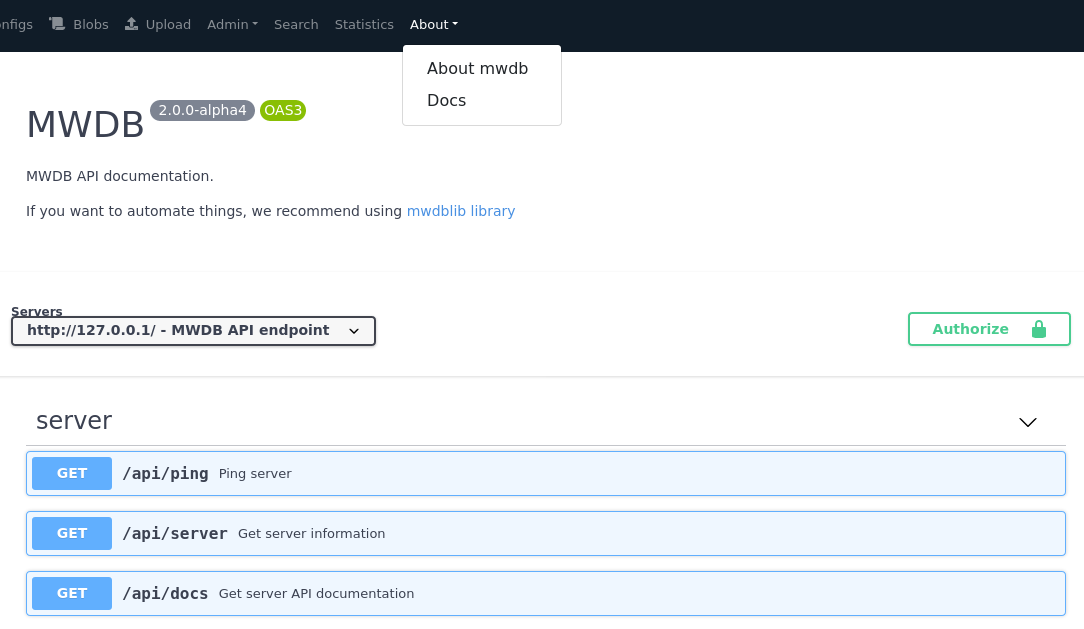 Blobs Upload Admin Search Statistics About
About mwdb
Docs
MWDB 2.0.0-alpha4 OAS3
MWDB API documentation.
If you want to automate things, we recommend using mwdblib library
Servers
http://127.0.0.1/ - MWDB API endpoint
Authorize
server
GET /api/ping Ping server
GET /api/server Get server information
GET /api/docs Get server API documentation